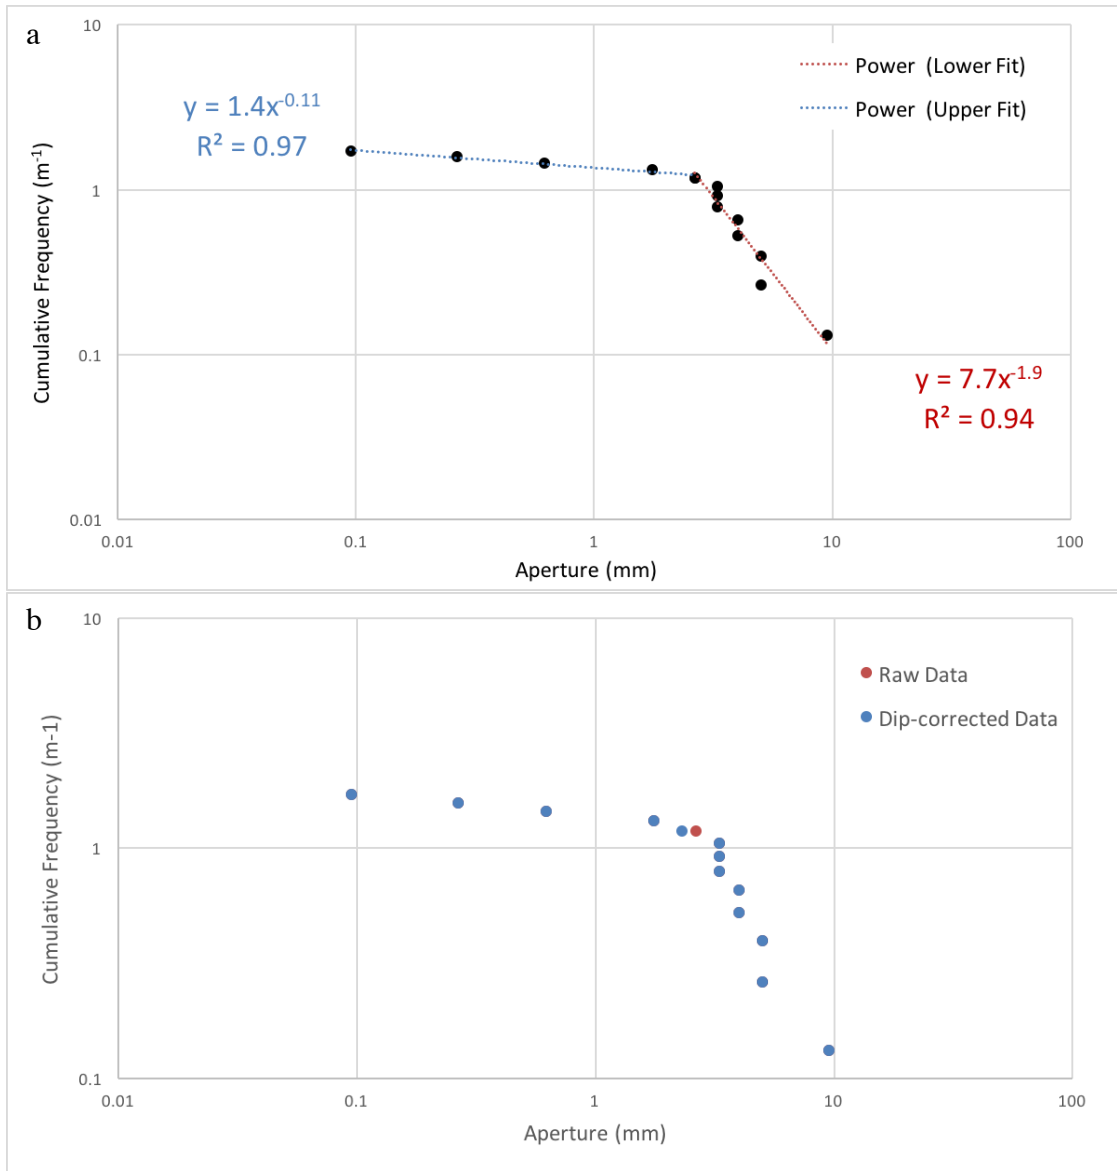 a
10
1
0.1
0.01
Cumulative Frequency (m⁻¹)
y = 1.4x⁻⁰·¹¹
R² = 0.97
Power (Lower Fit)
Power (Upper Fit)
y = 7.7x⁻¹·⁹
R² = 0.94
0.01 0.1 1 10 100
Aperture (mm)
b
10
1
0.1
Cumulative Frequency (m-1)
Raw Data
Dip-corrected Data
0.01 0.1 1 10 100
Aperture (mm)